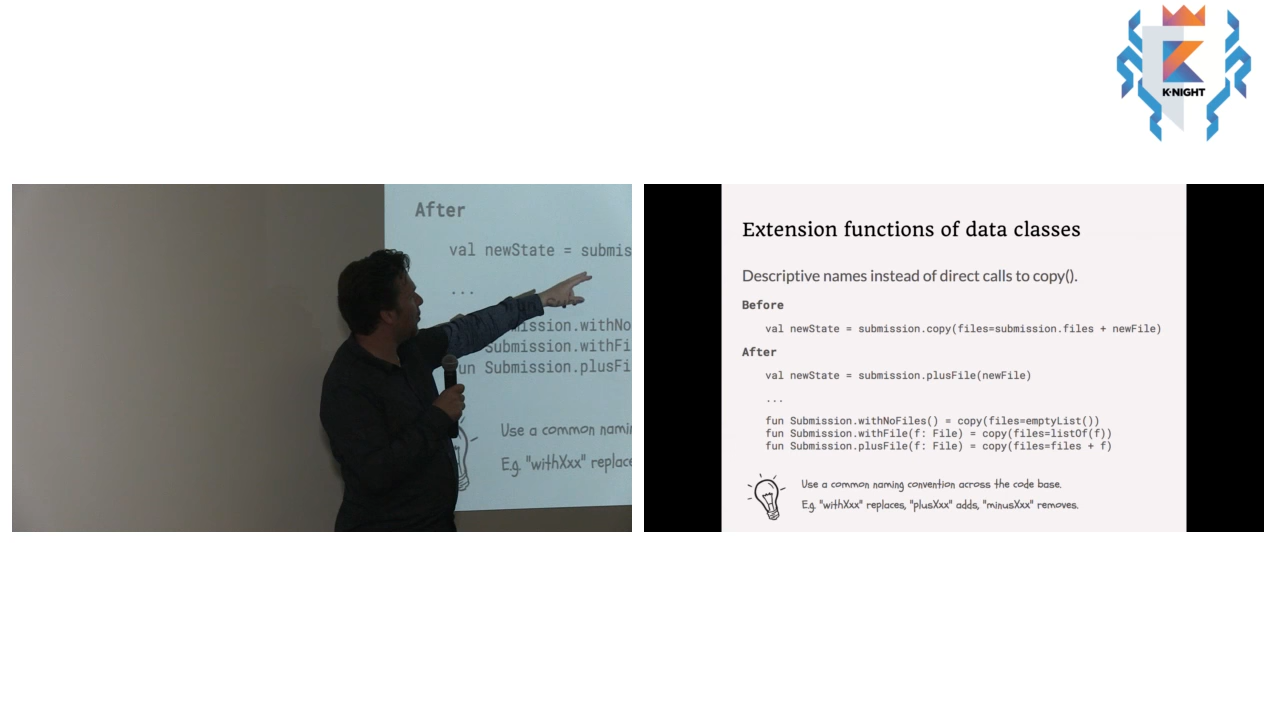 K·NIGHT
After
val newState = submis
...
mission.withNo
Submission.withFi
un Submission.plusFi
Use a common namin
E.g. "withXxx" replace
Extension functions of data classes
Descriptive names instead of direct calls to copy().
Before
val newState = submission.copy(files=submission.files + newFile)
After
val newState = submission.plusFile(newFile)
...
fun Submission.withNoFiles() = copy(files=emptyList())
fun Submission.withFile(f: File) = copy(files=listOf(f))
fun Submission.plusFile(f: File) = copy(files=files + f)
Use a common naming convention across the code base.
E.g. "withXxx" replaces, "plusXxx" adds, "minusXxx" removes.